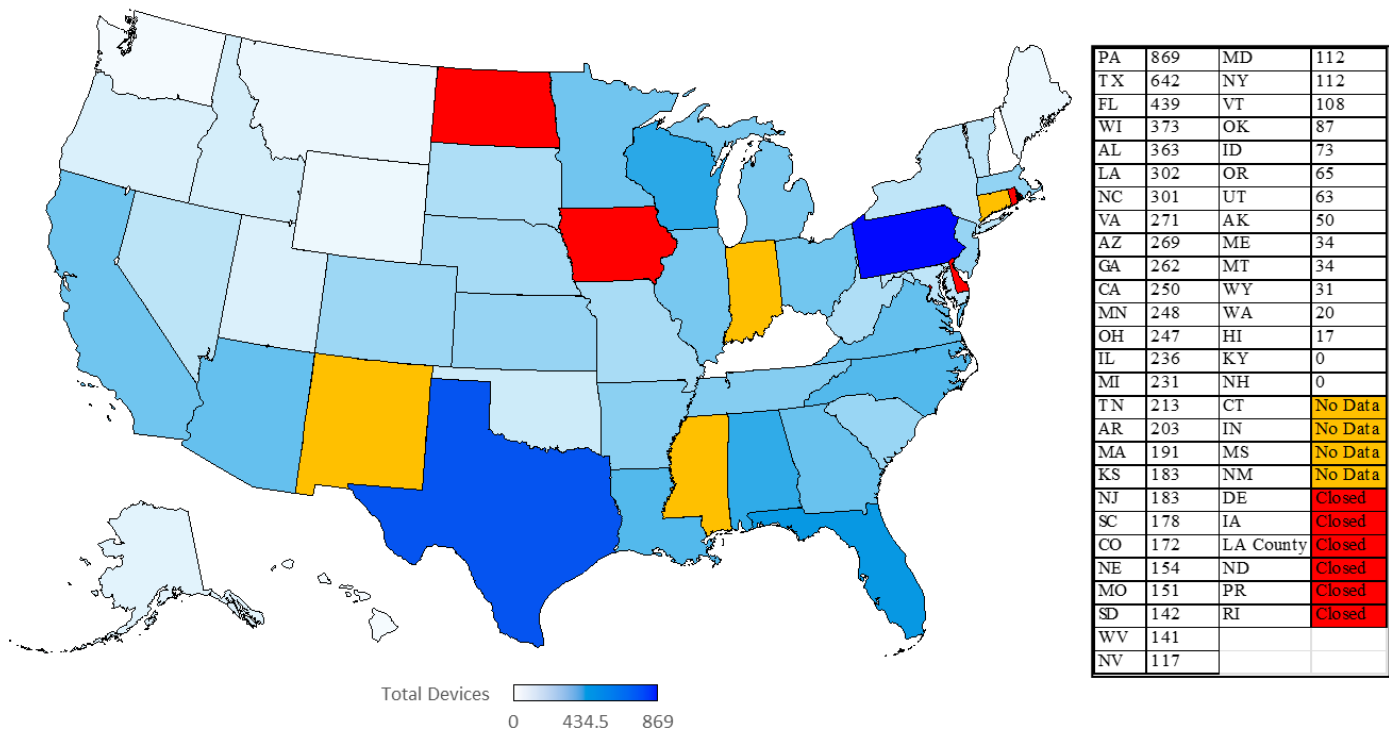 PA 869 MD 112
TX 642 NY 112
FL 439 VT 108
WI 373 OK 87
AL 363 ID 73
LA 302 OR 65
NC 301 UT 63
VA 271 AK 50
AZ 269 ME 34
GA 262 MT 34
CA 250 WY 31
MN 248 WA 20
OH 247 HI 17
IL 236 KY 0
MI 231 NH 0
TN 213 CT No Data
AR 203 IN No Data
MA 191 MS No Data
KS 183 NM No Data
NJ 183 DE Closed
SC 178 IA Closed
CO 172 LA County Closed
NE 154 ND Closed
MO 151 PR Closed
SD 142 RI Closed
WV 141
NV 117
Total Devices
0 434.5 869